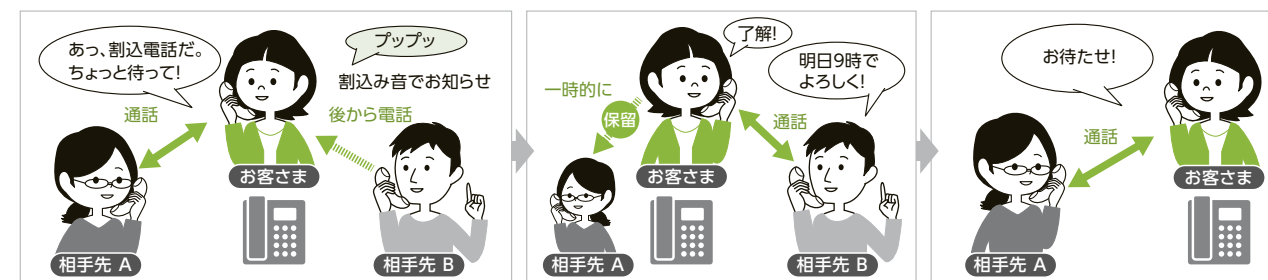 あっ、割込電話だ。
ちょっと待って!
プップッ
割込み音でお知らせ
通話
後から電話
お客さま
相手先 A
相手先 B
了解!
明日9時で
よろしく!
一時的に
保留
通話
お客さま
相手先 A
相手先 B
お待たせ!
通話
お客さま
相手先 A